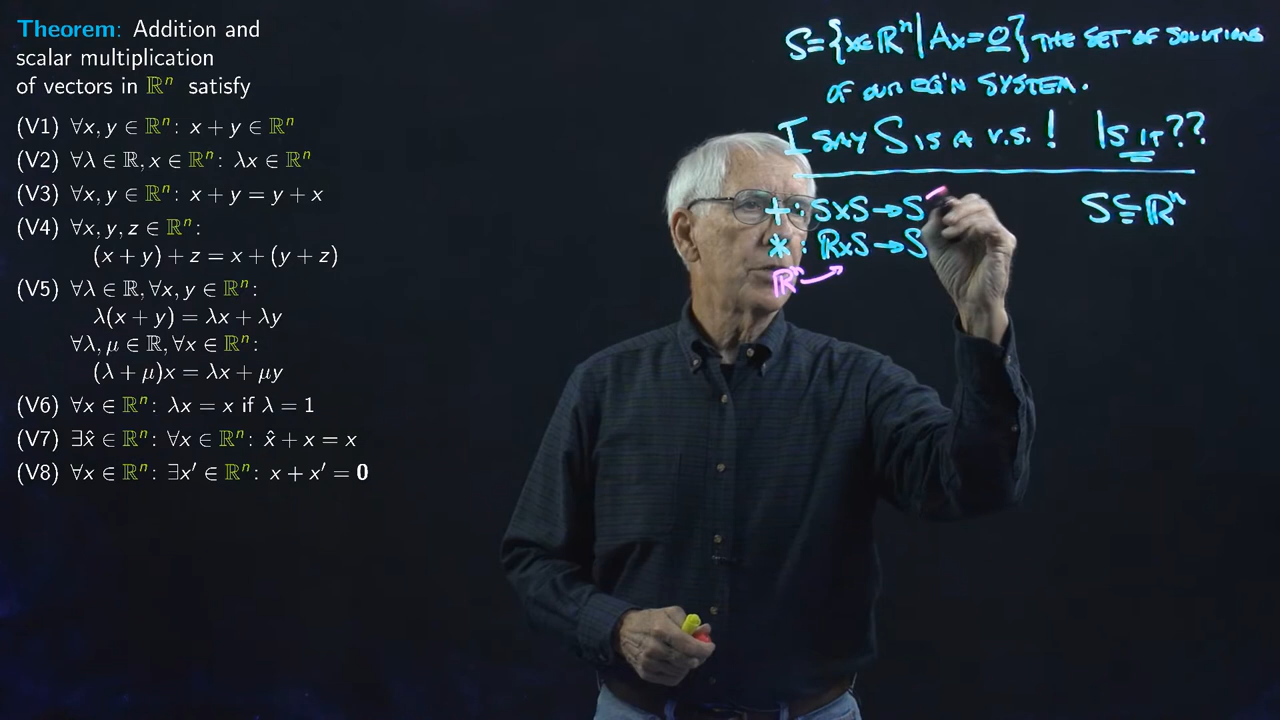 Theorem: Addition and
scalar multiplication
of vectors in ℝⁿ satisfy
(V1) ∀x, y ∈ ℝⁿ: x + y ∈ ℝⁿ
(V2) ∀λ ∈ ℝ, x ∈ ℝⁿ: λx ∈ ℝⁿ
(V3) ∀x, y ∈ ℝⁿ: x + y = y + x
(V4) ∀x, y, z ∈ ℝⁿ:
(x + y) + z = x + (y + z)
(V5) ∀λ ∈ ℝ, ∀x, y ∈ ℝⁿ:
λ(x + y) = λx + λy
∀λ, μ ∈ ℝ, ∀x ∈ ℝⁿ:
(λ + μ)x = λx + μy
(V6) ∀x ∈ ℝⁿ: λx = x if λ = 1
(V7) ∃x̂ ∈ ℝⁿ: ∀x ∈ ℝⁿ: x̂ + x = x
(V8) ∀x ∈ ℝⁿ: ∃x′ ∈ ℝⁿ: x + x′ = 0
S={x∈ℝⁿ|Ax=0} THE SET OF SOLUTIONS
OF OUR EQ'N SYSTEM.
I SAY S IS A V.S.! IS IT??
+ : S×S→S S⊆ℝⁿ
* : ℝ×S→S
ℝⁿ